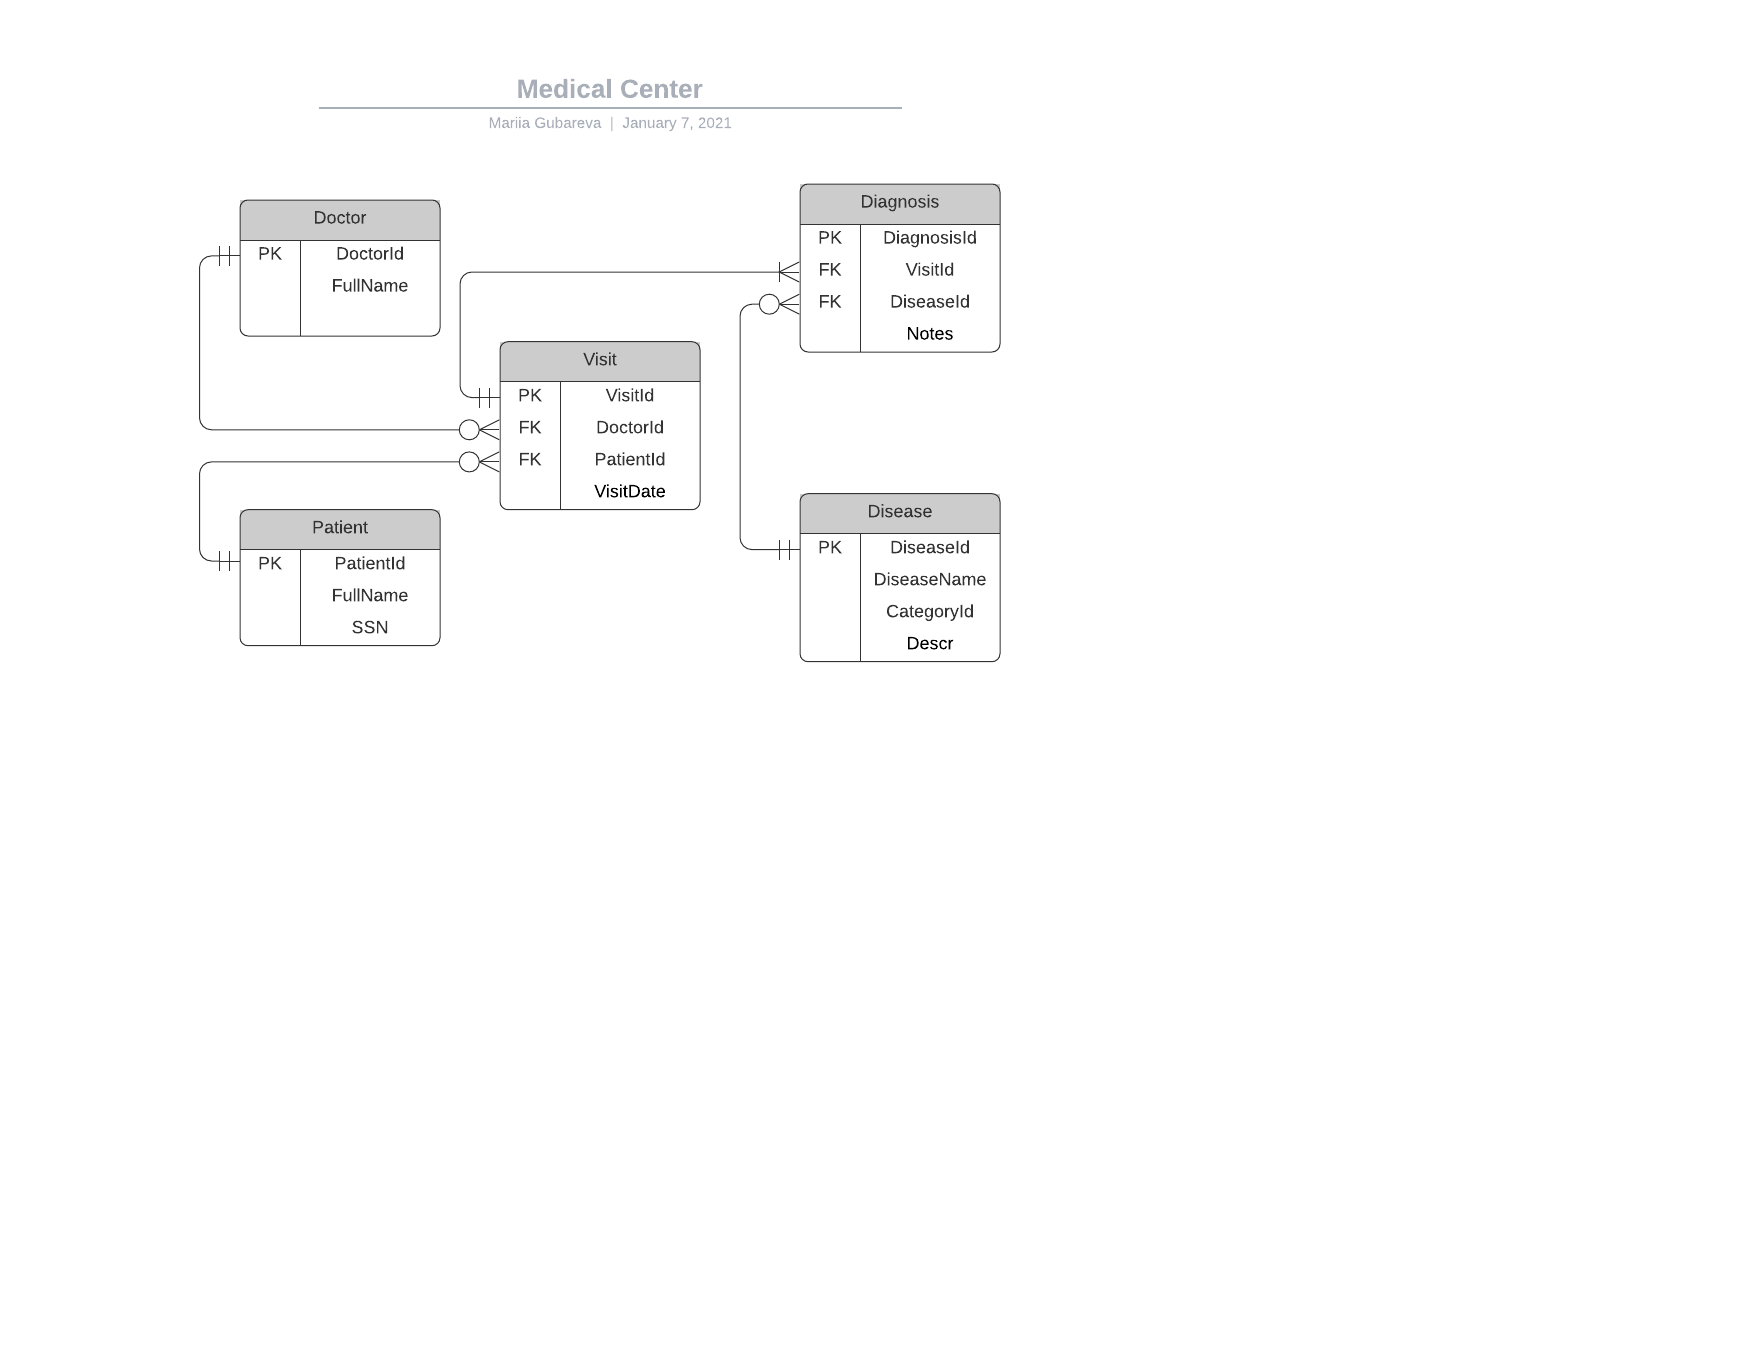 Medical Center
Mariia Gubareva | January 7, 2021
Doctor
PK DoctorId
FullName
Visit
PK VisitId
FK DoctorId
FK PatientId
VisitDate
Patient
PK PatientId
FullName
SSN
Diagnosis
PK DiagnosisId
FK VisitId
FK DiseaseId
Notes
Disease
PK DiseaseId
DiseaseName
CategoryId
Descr